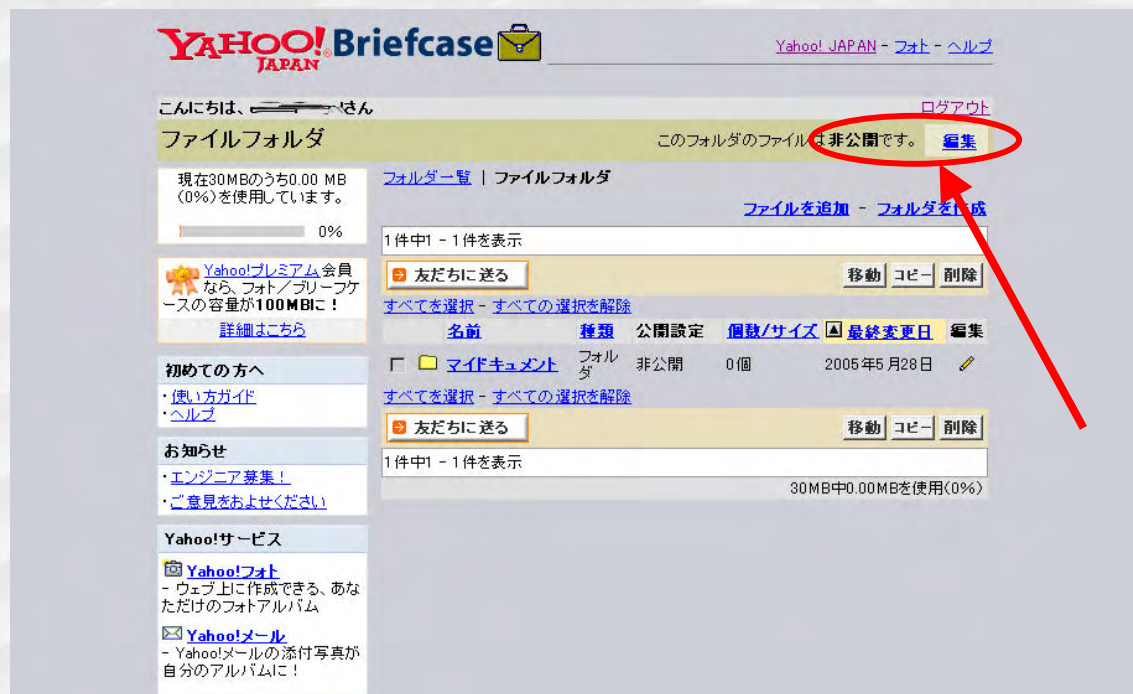 YAHOO! Briefcase
JAPAN
Yahoo! JAPAN - フォト - ヘルプ
こんにちは、
さん
ログアウト
ファイルフォルダ
このフォルダのファイルは非公開です。 編集
現在30MBのうち0.00 MB
(0%)を使用しています。
0%
Yahoo!プレミアム会員
なら、フォト/ブリーフケ
ースの容量が100MBに!
詳細はこちら
初めての方へ
・使い方ガイド
・ヘルプ
お知らせ
・エンジニア募集!
・ご意見をおよせください
Yahoo!サービス
Yahoo!フォト
- ウェブ上に作成できる、あな
ただけのフォトアルバム
Yahoo!メール
- Yahoo!メールの添付写真が
自分のアルバムに!
フォルダ一覧 | ファイルフォルダ
ファイルを追加 - フォルダを作成
1件中1 - 1件を表示
友だちに送る 移動 コピー 削除
すべてを選択 - すべての選択を解除
名前 種類 公開設定 個数/サイズ 最終変更日 編集
マイドキュメント フォル
ダ 非公開 0個 2005年5月28日
すべてを選択 - すべての選択を解除
友だちに送る 移動 コピー 削除
1件中1 - 1件を表示
30MB中0.00MBを使用(0%)